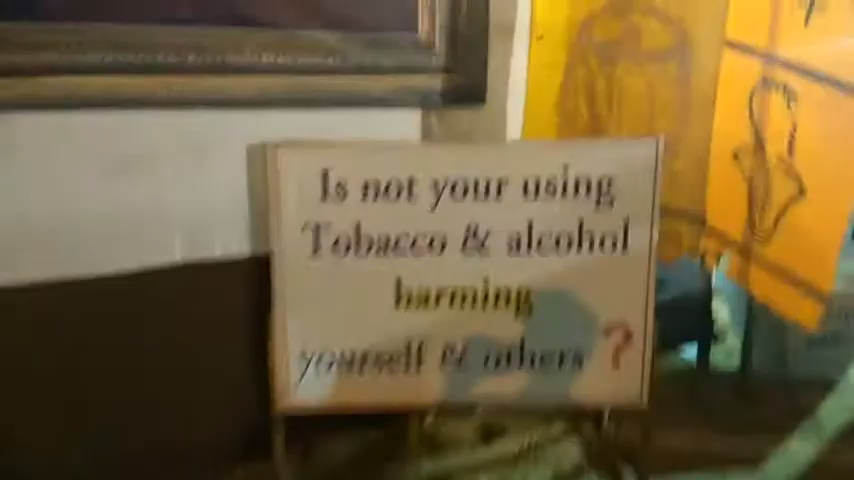 Is not your using
Tobacco & alcohol
harming
yourself & others ?